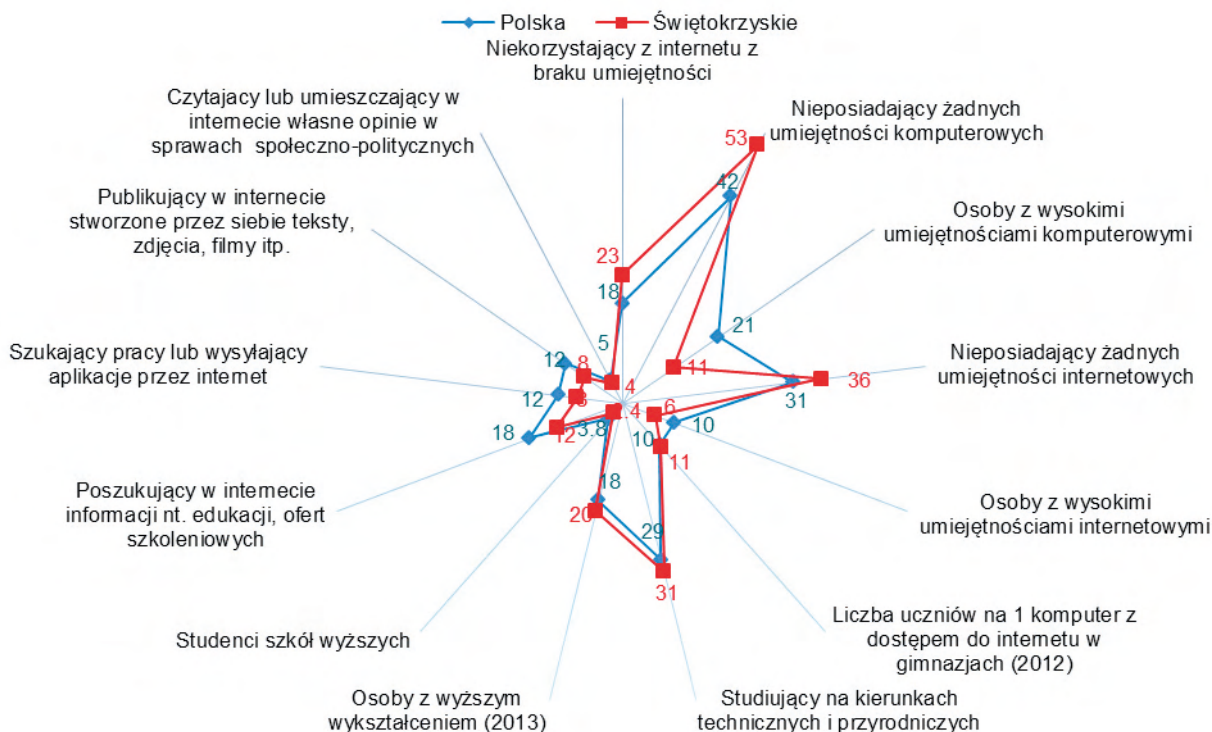 Polska Świętokrzyskie
Niekorzystający z internetu z
braku umiejętności
Nieposiadający żadnych
umiejętności komputerowych
Osoby z wysokimi
umiejętnościami komputerowymi
Nieposiadający żadnych
umiejętności internetowych
Osoby z wysokimi
umiejętnościami internetowymi
Liczba uczniów na 1 komputer z
dostępem do internetu w
gimnazjach (2012)
Studiujący na kierunkach
technicznych i przyrodniczych
Osoby z wyższym
wykształceniem (2013)
Studenci szkół wyższych
Poszukujący w internecie
informacji nt. edukacji, ofert
szkoleniowych
Szukający pracy lub wysyłający
aplikacje przez internet
Publikujący w internecie
stworzone przez siebie teksty,
zdjęcia, filmy itp.
Czytajacy lub umieszczający w
internecie własne opinie w
sprawach społeczno-politycznych
23
18
53
42
21
11
36
31
6
10
10
11
29
31
18
20
3.8
18
12
12
8
12
8
5
4